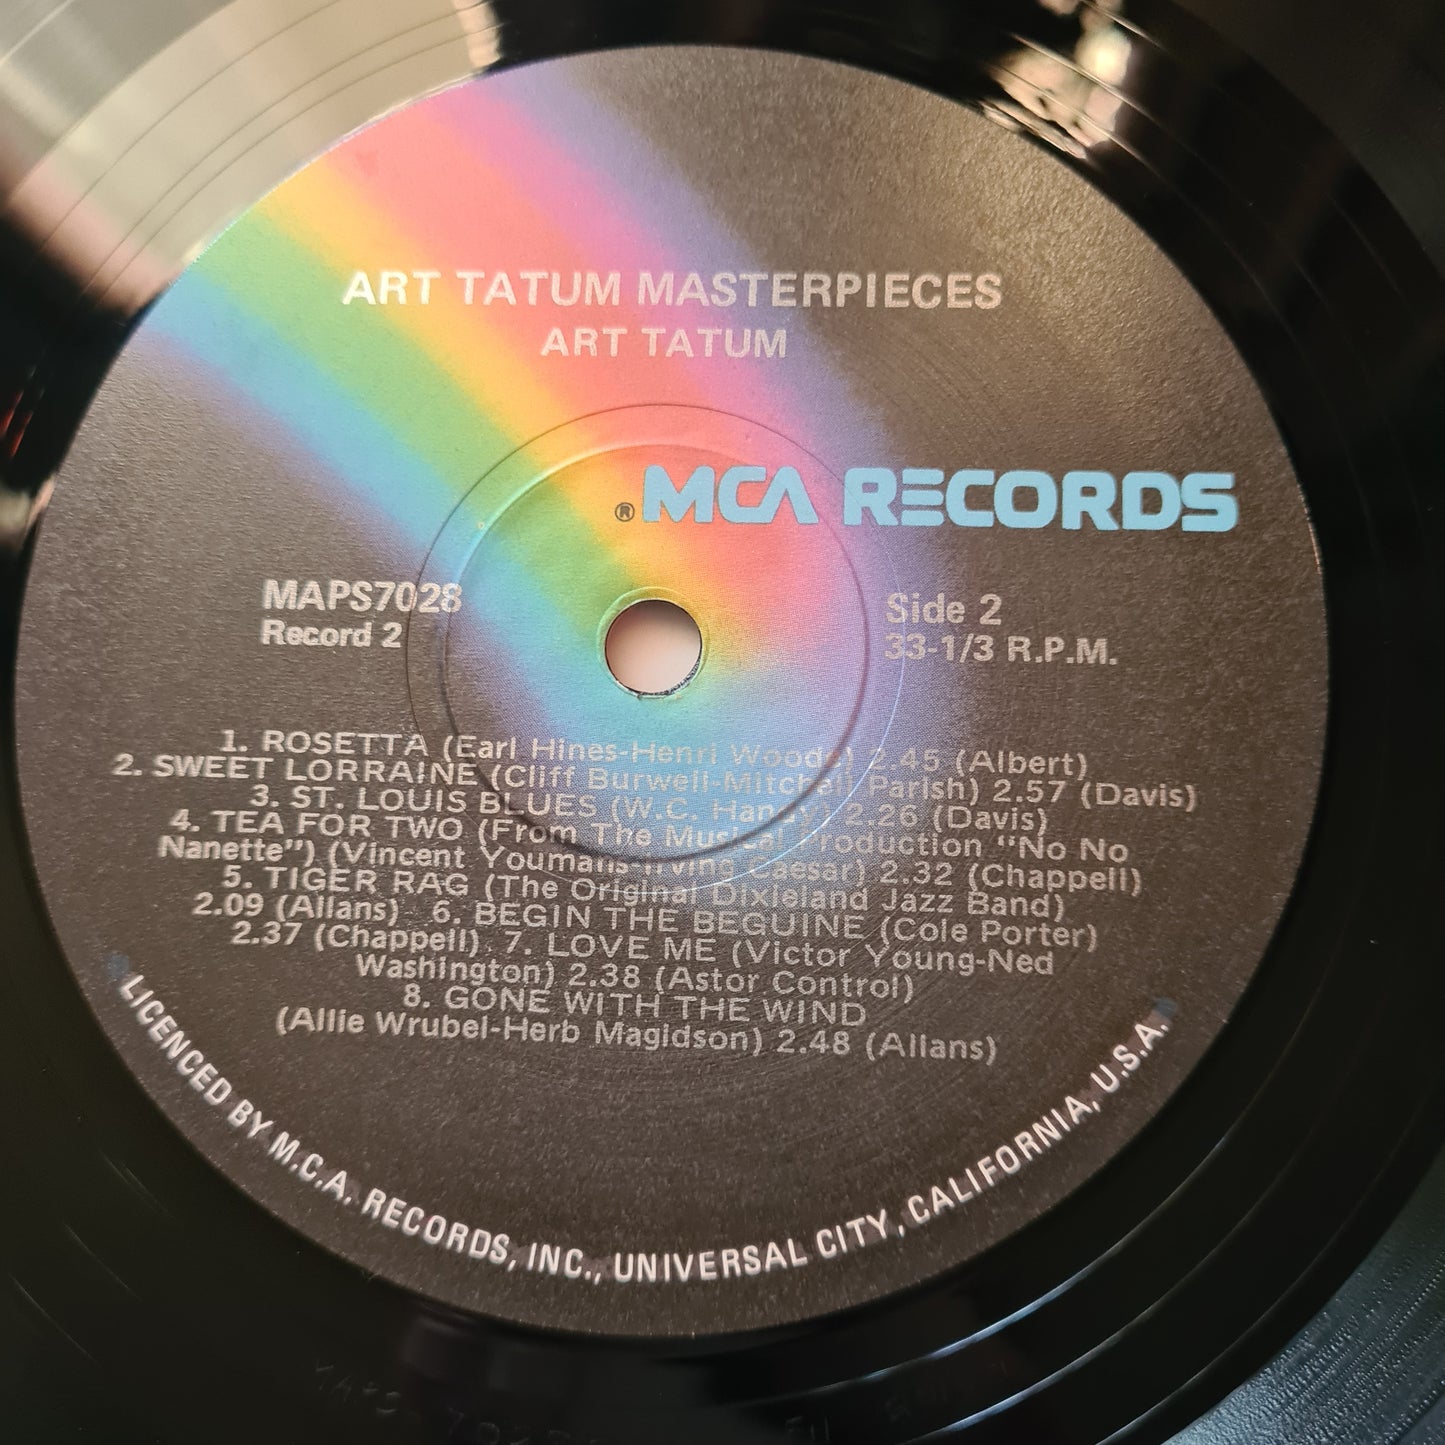 ART TATUM MASTERPIECES
ART TATUM
® MCA RECORDS
MAPS7028
Record 2
Side 2
33-1/3 R.P.M.
1. ROSETTA (Earl Hines-Henri Woode) 2.45 (Albert)
2. SWEET LORRAINE (Cliff Burwell-Mitchell Parish) 2.57 (Davis)
3. ST. LOUIS BLUES (W.C. Handy) 2.26 (Davis)
4. TEA FOR TWO (From The Musical Production "No No
Nanette") (Vincent Youmans-Irving Caesar) 2.32 (Chappell)
5. TIGER RAG (The Original Dixieland Jazz Band)
2.09 (Allans) 6. BEGIN THE BEGUINE (Cole Porter)
2.37 (Chappell). 7. LOVE ME (Victor Young-Ned
Washington) 2.38 (Astor Control)
8. GONE WITH THE WIND
(Allie Wrubel-Herb Magidson) 2.48 (Allans)
LICENCED BY M.C.A. RECORDS, INC., UNIVERSAL CITY, CALIFORNIA, U.S.A.